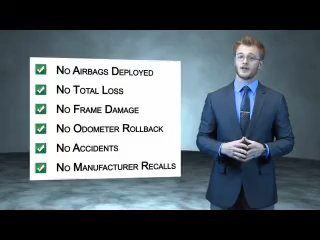 No Airbags Deployed
No Total Loss
No Frame Damage
No Odometer Rollback
No Accidents
No Manufacturer Recalls